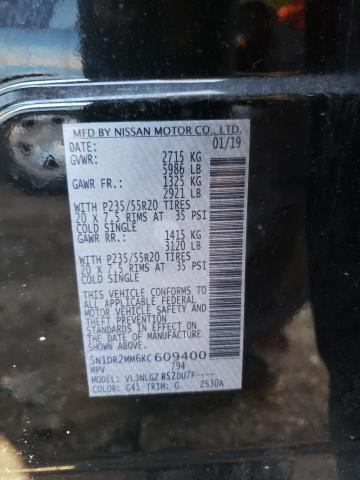 MFD BY NISSAN MOTOR CO., LTD.
DATE: 01/19
GVWR: 2715 KG
5986 LB
GAWR FR.: 1325 KG
2921 LB
WITH P235/55R20 TIRES
20 X 7.5 RIMS AT 35 PSI
COLD SINGLE
GAWR RR.: 1415 KG
3120 LB
WITH P235/55R20 TIRES
20 X 7.5 RIMS AT 35 PSI
COLD SINGLE
THIS VEHICLE CONFORMS TO
ALL APPLICABLE FEDERAL
MOTOR VEHICLE SAFETY
STANDARDS IN EFFECT ON
THE DATE OF MANUFACTURE
SHOWN ABOVE.
5N1DR2MM6KC609400
MPV 794
MODEL: VL3NLGZ R52DU7F----
COLOR: G41 TRIM: G 2S30A